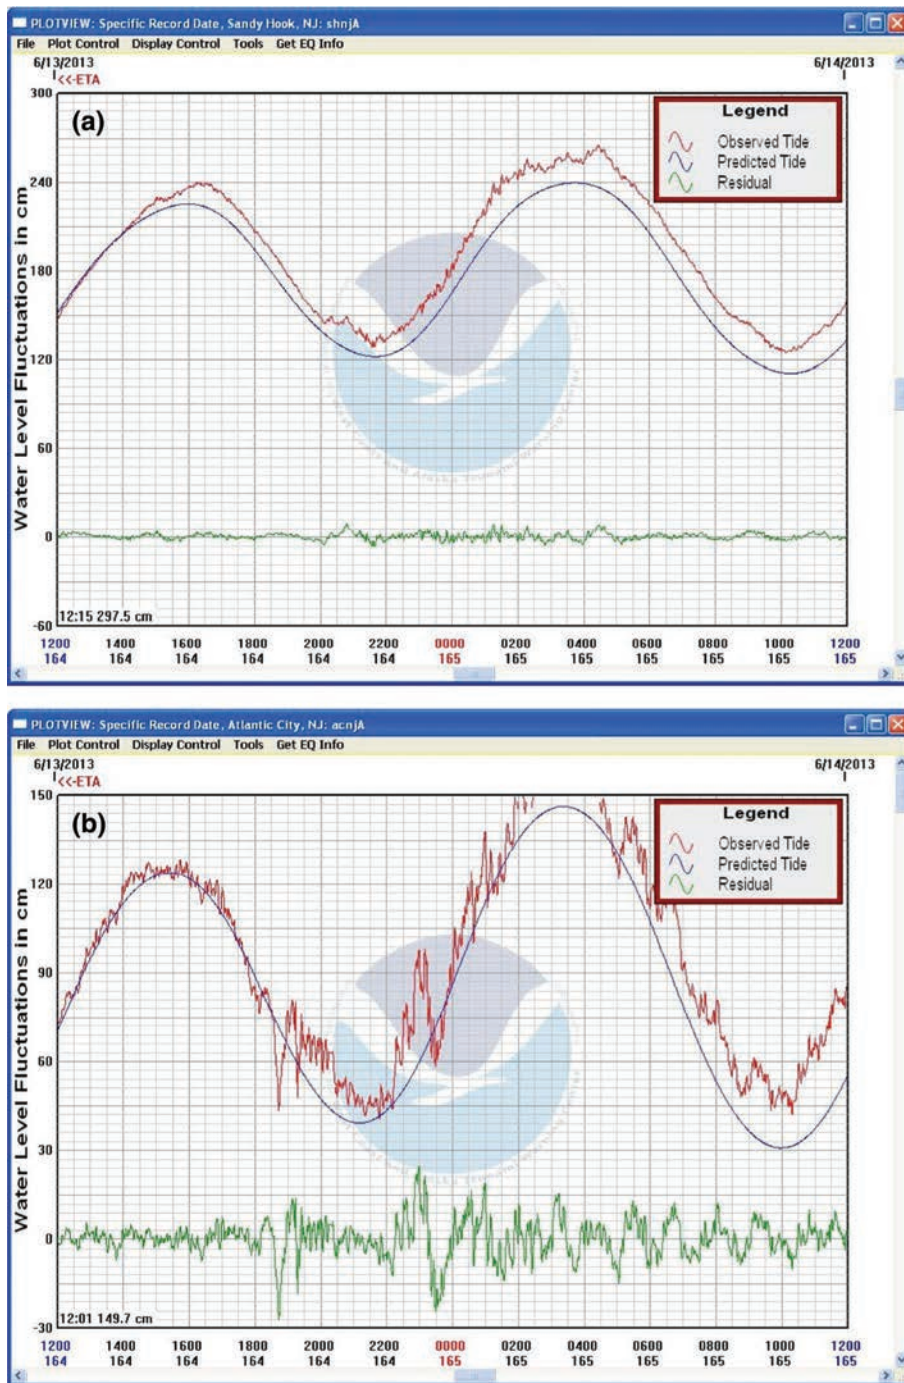 PLOTVIEW: Specific Record Date, Sandy Hook, NJ: shnjA
File Plot Control Display Control Tools Get EQ Info
6/13/2013 6/14/2013
<<-ETA
(a)
Legend
Observed Tide
Predicted Tide
Residual
Water Level Fluctuations in cm
300
240
180
120
60
0
-60
12:15 297.5 cm
1200 1400 1600 1800 2000 2200 0000 0200 0400 0600 0800 1000 1200
164 164 164 164 164 164 165 165 165 165 165 165 165
PLOTVIEW: Specific Record Date, Atlantic City, NJ: acnjA
File Plot Control Display Control Tools Get EQ Info
6/13/2013 6/14/2013
<<-ETA
(b)
Legend
Observed Tide
Predicted Tide
Residual
Water Level Fluctuations in cm
150
120
90
60
30
0
-30
12:01 149.7 cm
1200 1400 1600 1800 2000 2200 0000 0200 0400 0600 0800 1000 1200
164 164 164 164 164 164 165 165 165 165 165 165 165